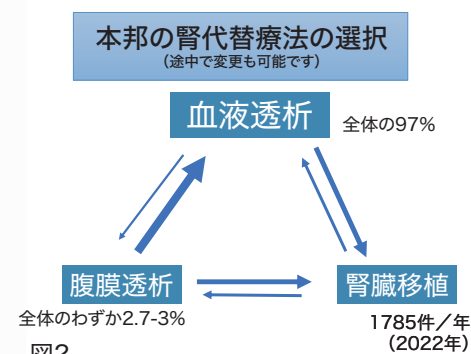 本邦の腎代替療法の選択
（途中で変更も可能です）
血液透析
全体の97%
腹膜透析
腎臓移植
全体のわずか2.7-3%
1785件／年
（2022年）
図2